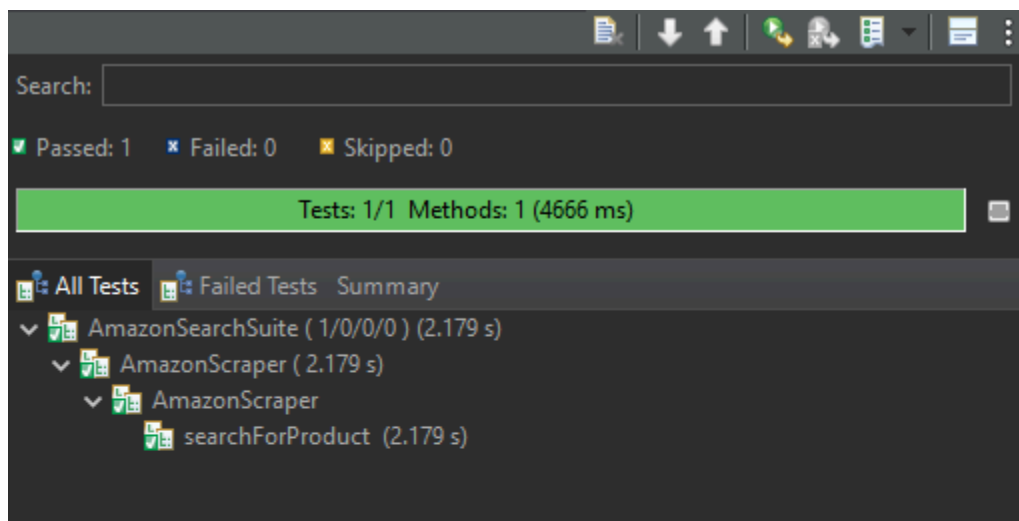 Search:
Passed: 1 Failed: 0 Skipped: 0
Tests: 1/1 Methods: 1 (4666 ms)
All Tests Failed Tests Summary
AmazonSearchSuite ( 1/0/0/0 ) (2.179 s)
AmazonScraper ( 2.179 s)
AmazonScraper
searchForProduct (2.179 s)